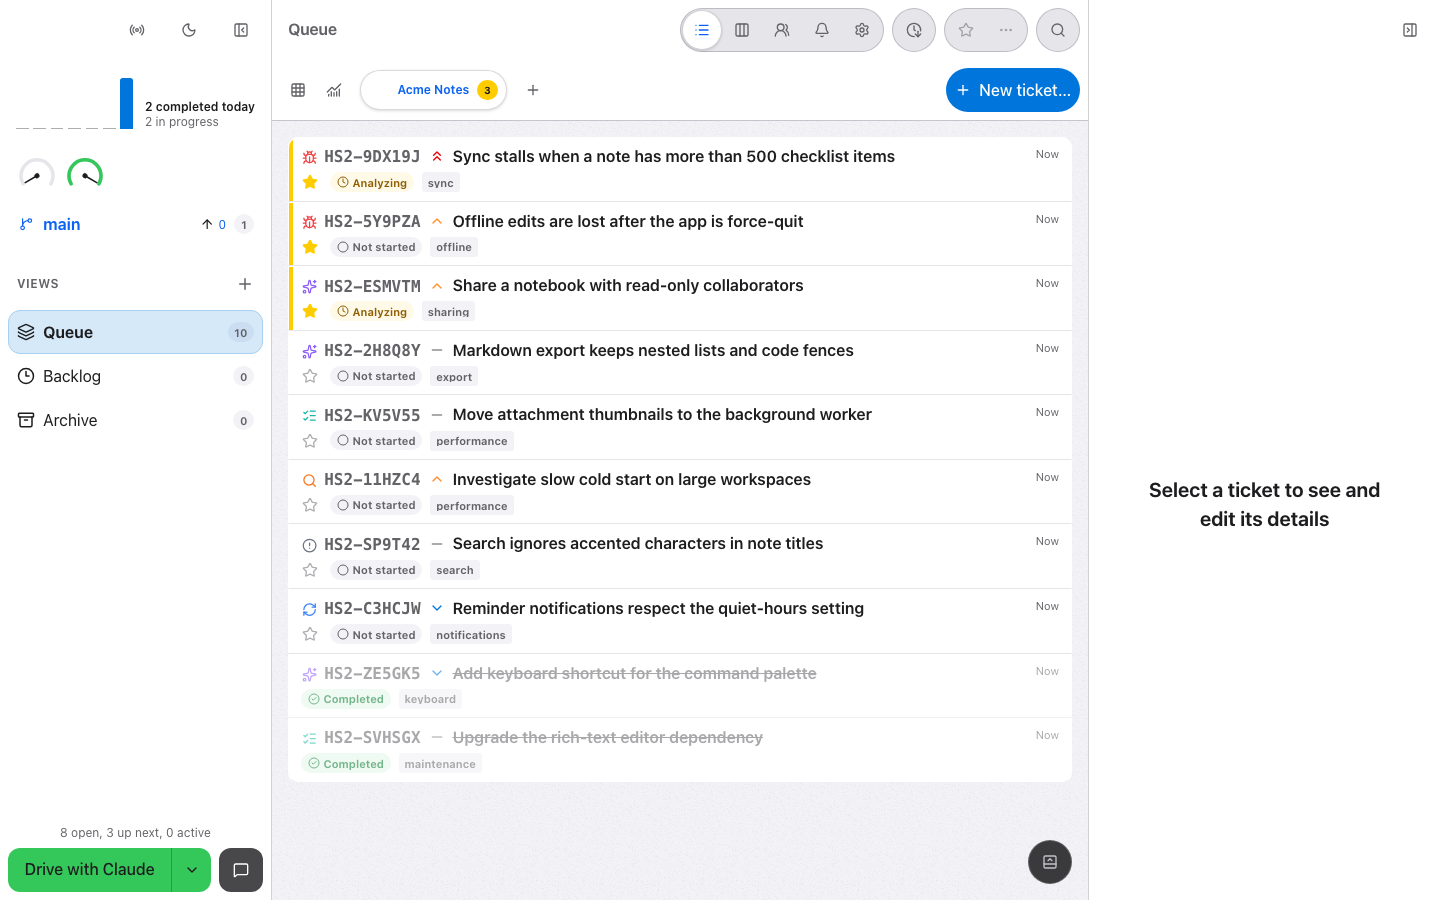 Queue
2 completed today
2 in progress
Acme Notes 3
New ticket...
main 0 1
VIEWS
Queue 10
Backlog 0
Archive 0
HS2-9DX19J Sync stalls when a note has more than 500 checklist items Now
Analyzing sync
HS2-5Y9PZA Offline edits are lost after the app is force-quit Now
Not started offline
HS2-ESMVTM Share a notebook with read-only collaborators Now
Analyzing sharing
HS2-2H8Q8Y Markdown export keeps nested lists and code fences Now
Not started export
HS2-KV5V55 Move attachment thumbnails to the background worker Now
Not started performance
HS2-11HZC4 Investigate slow cold start on large workspaces Now
Not started performance
HS2-SP9T42 Search ignores accented characters in note titles Now
Not started search
HS2-C3HCJW Reminder notifications respect the quiet-hours setting Now
Not started notifications
HS2-ZE5GK5 Add keyboard shortcut for the command palette Now
Completed keyboard
HS2-SVHSGX Upgrade the rich-text editor dependency Now
Completed maintenance
Select a ticket to see and
edit its details
8 open, 3 up next, 0 active
Drive with Claude